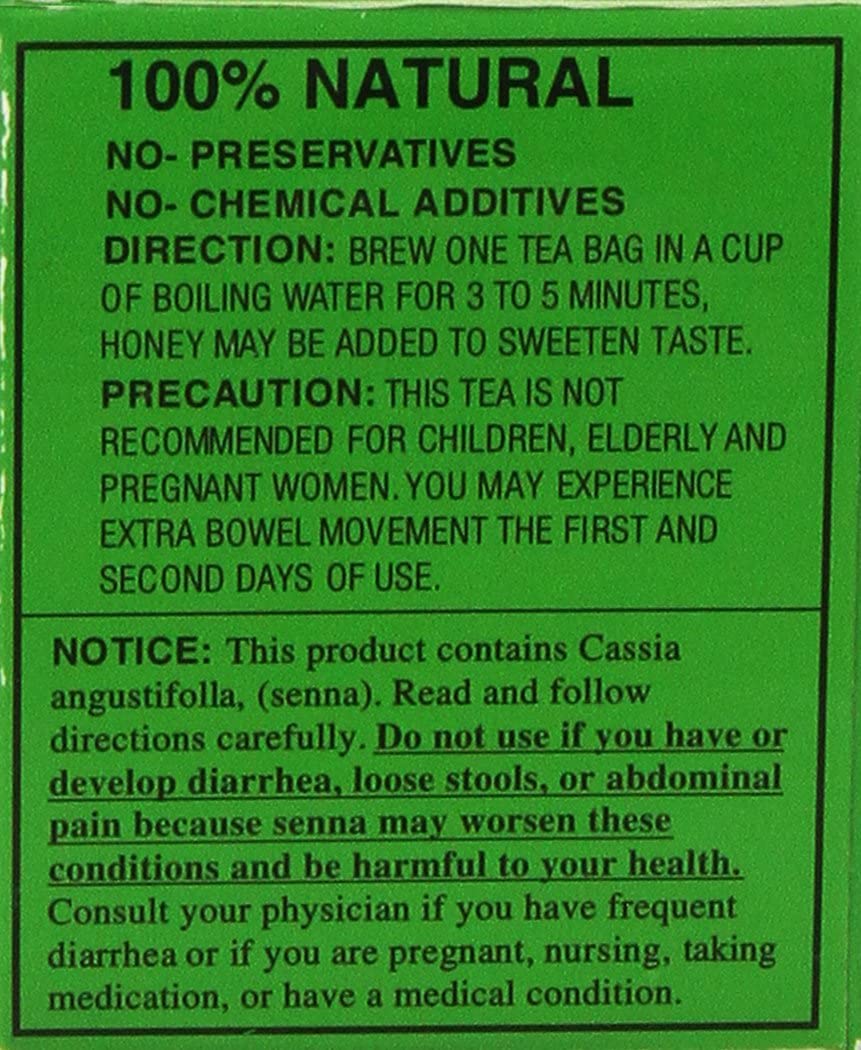 100% NATURAL
NO- PRESERVATIVES
NO- CHEMICAL ADDITIVES
DIRECTION: BREW ONE TEA BAG IN A CUP
OF BOILING WATER FOR 3 TO 5 MINUTES,
HONEY MAY BE ADDED TO SWEETEN TASTE.
PRECAUTION: THIS TEA IS NOT
RECOMMENDED FOR CHILDREN, ELDERLY AND
PREGNANT WOMEN. YOU MAY EXPERIENCE
EXTRA BOWEL MOVEMENT THE FIRST AND
SECOND DAYS OF USE.
NOTICE: This product contains Cassia
angustifolla, (senna). Read and follow
directions carefully. Do not use if you have or
develop diarrhea, loose stools, or abdominal
pain because senna may worsen these
conditions and be harmful to your health.
Consult your physician if you have frequent
diarrhea or if you are pregnant, nursing, taking
medication, or have a medical condition.